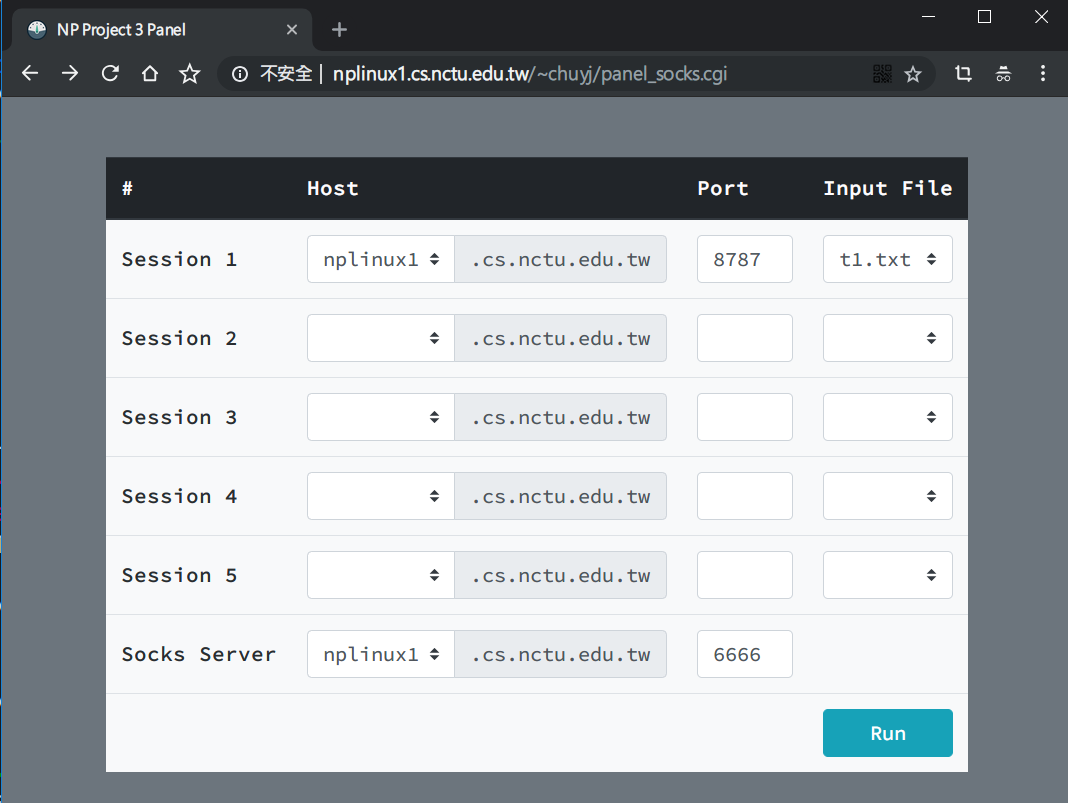 NP Project 3 Panel
不安全 | nplinux1.cs.nctu.edu.tw/~chuyj/panel_socks.cgi
# Host Port Input File
Session 1 nplinux1 .cs.nctu.edu.tw 8787 t1.txt
Session 2 .cs.nctu.edu.tw
Session 3 .cs.nctu.edu.tw
Session 4 .cs.nctu.edu.tw
Session 5 .cs.nctu.edu.tw
Socks Server nplinux1 .cs.nctu.edu.tw 6666
Run